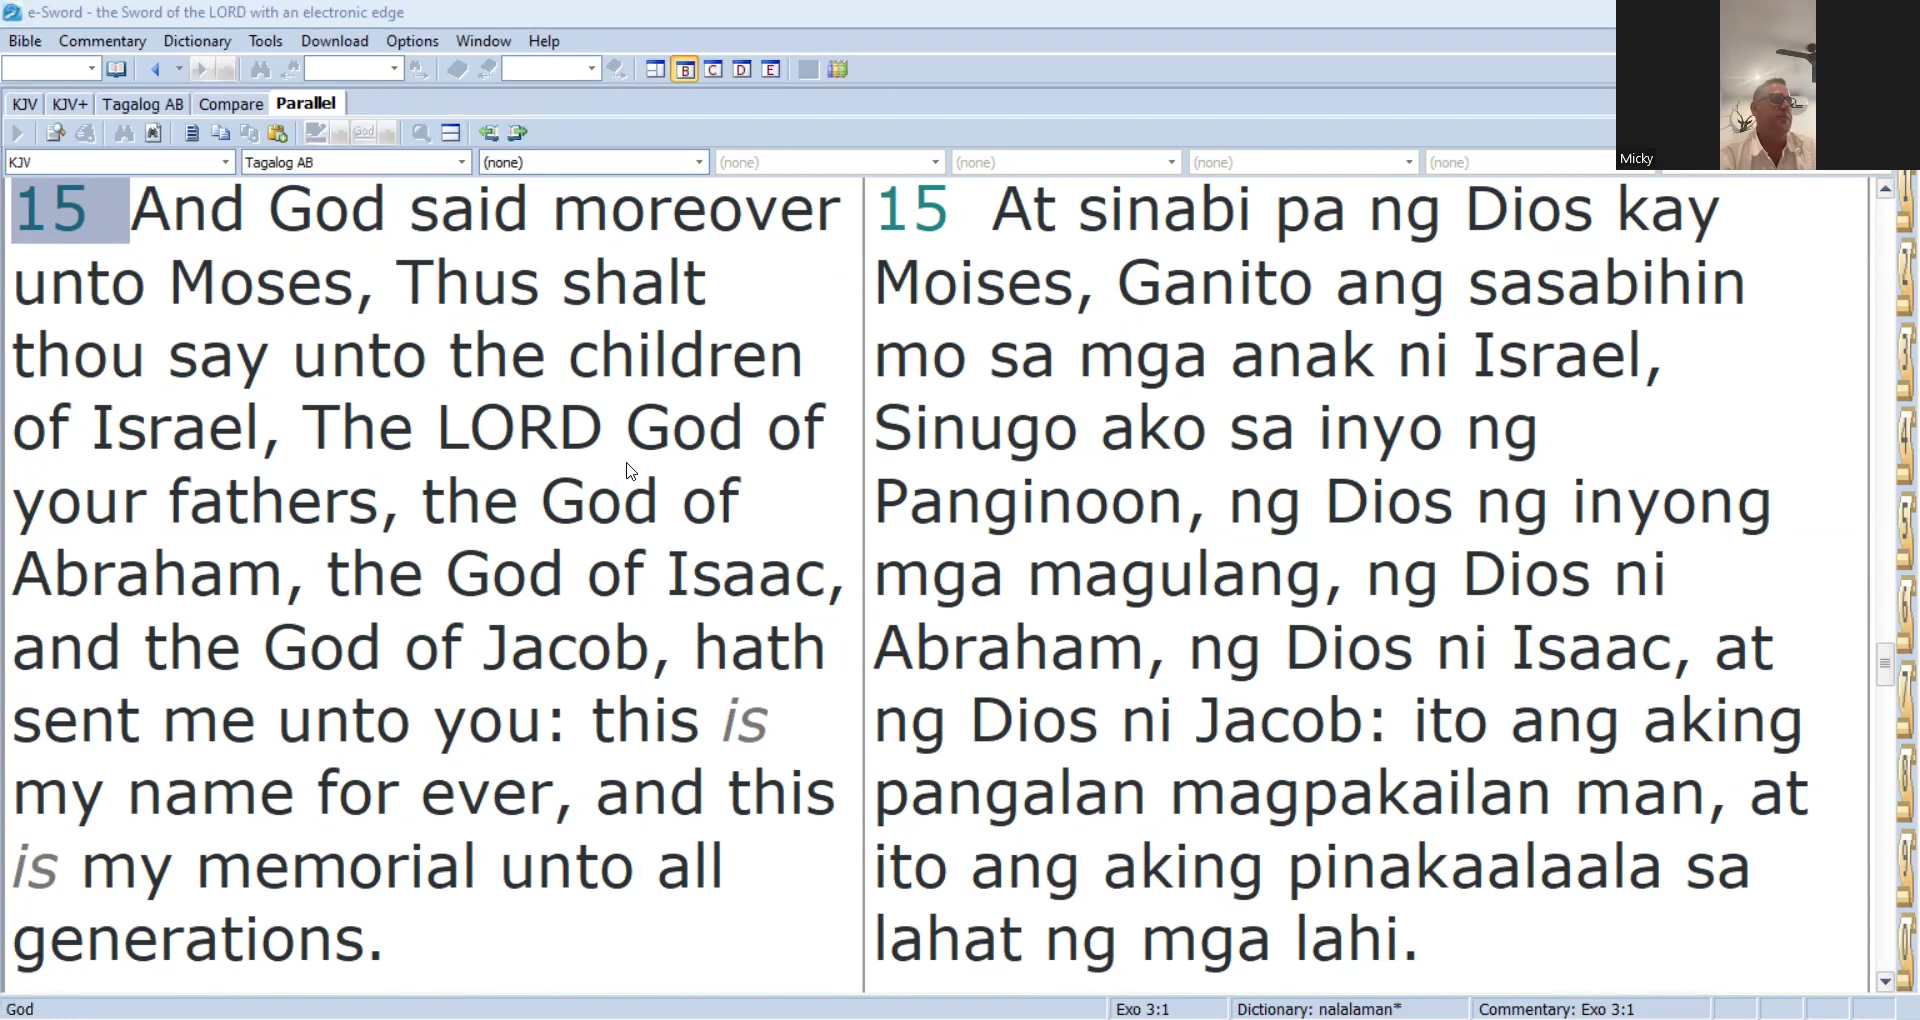 e-Sword - the Sword of the LORD with an electronic edge
Bible Commentary Dictionary Tools Download Options Window Help
B C D E
KJV KJV+ Tagalog AB Compare Parallel
God
KJV Tagalog AB (none) (none) (none) (none) (none)
Micky
15 And God said moreover
unto Moses, Thus shalt
thou say unto the children
of Israel, The LORD God of
your fathers, the God of
Abraham, the God of Isaac,
and the God of Jacob, hath
sent me unto you: this is
my name for ever, and this
is my memorial unto all
generations.
15 At sinabi pa ng Dios kay
Moises, Ganito ang sasabihin
mo sa mga anak ni Israel,
Sinugo ako sa inyo ng
Panginoon, ng Dios ng inyong
mga magulang, ng Dios ni
Abraham, ng Dios ni Isaac, at
ng Dios ni Jacob: ito ang aking
pangalan magpakailan man, at
ito ang aking pinakaalaala sa
lahat ng mga lahi.
God Exo 3:1 Dictionary: nalalaman* Commentary: Exo 3:1